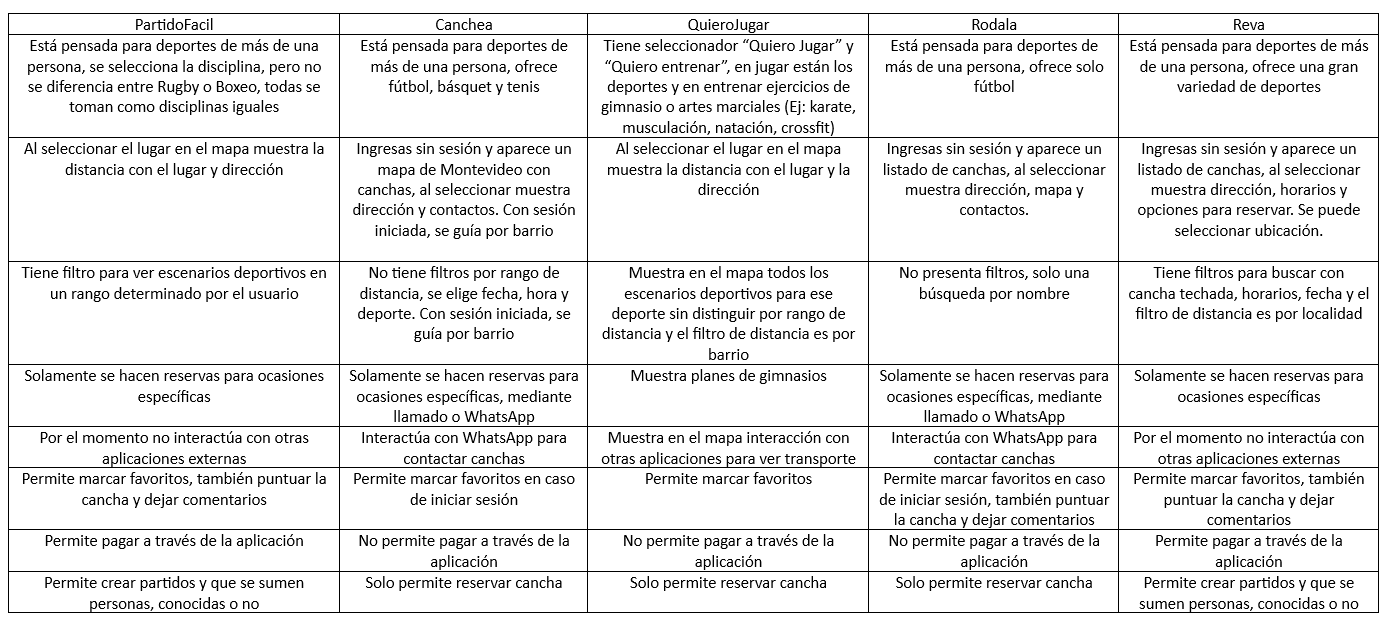 PartidoFacil
Canchea
QuieroJugar
Rodala
Reva
Está pensada para deportes de más de una
persona, se selecciona la disciplina, pero no
se diferencia entre Rugby o Boxeo, todas se
toman como disciplinas iguales
Está pensada para deportes de
más de una persona, ofrece
fútbol, básquet y tenis
Tiene seleccionador “Quiero Jugar” y
“Quiero entrenar”, en jugar están los
deportes y en entrenar ejercicios de
gimnasio o artes marciales (Ej: karate,
musculación, natación, crossfit)
Está pensada para deportes de
más de una persona, ofrece solo
fútbol
Está pensada para deportes de más
de una persona, ofrece una gran
variedad de deportes
Al seleccionar el lugar en el mapa muestra la
distancia con el lugar y dirección
Ingresas sin sesión y aparece un
mapa de Montevideo con
canchas, al seleccionar muestra
dirección y contactos. Con sesión
iniciada, se guía por barrio
Al seleccionar el lugar en el mapa
muestra la distancia con el lugar y la
dirección
Ingresas sin sesión y aparece un
listado de canchas, al seleccionar
muestra dirección, mapa y
contactos.
Ingresas sin sesión y aparece un
listado de canchas, al seleccionar
muestra dirección, horarios y
opciones para reservar. Se puede
seleccionar ubicación.
Tiene filtro para ver escenarios deportivos en
un rango determinado por el usuario
No tiene filtros por rango de
distancia, se elige fecha, hora y
deporte. Con sesión iniciada, se
guía por barrio
Muestra en el mapa todos los
escenarios deportivos para ese
deporte sin distinguir por rango de
distancia y el filtro de distancia es por
barrio
No presenta filtros, solo una
búsqueda por nombre
Tiene filtros para buscar con
cancha techada, horarios, fecha y el
filtro de distancia es por localidad
Solamente se hacen reservas para ocasiones
específicas
Solamente se hacen reservas para
ocasiones específicas, mediante
llamado o WhatsApp
Muestra planes de gimnasios
Solamente se hacen reservas para
ocasiones específicas, mediante
llamado o WhatsApp
Solamente se hacen reservas para
ocasiones específicas
Por el momento no interactúa con otras
aplicaciones externas
Interactúa con WhatsApp para
contactar canchas
Muestra en el mapa interacción con
otras aplicaciones para ver transporte
Interactúa con WhatsApp para
contactar canchas
Por el momento no interactúa con
otras aplicaciones externas
Permite marcar favoritos, también puntuar la
cancha y dejar comentarios
Permite marcar favoritos en caso
de iniciar sesión
Permite marcar favoritos
Permite marcar favoritos en caso
de iniciar sesión, también puntuar
la cancha y dejar comentarios
Permite marcar favoritos, también
puntuar la cancha y dejar
comentarios
Permite pagar a través de la aplicación
No permite pagar a través de la
aplicación
No permite pagar a través de la
aplicación
No permite pagar a través de la
aplicación
Permite pagar a través de la
aplicación
Permite crear partidos y que se sumen
personas, conocidas o no
Solo permite reservar cancha
Solo permite reservar cancha
Solo permite reservar cancha
Permite crear partidos y que se
sumen personas, conocidas o no